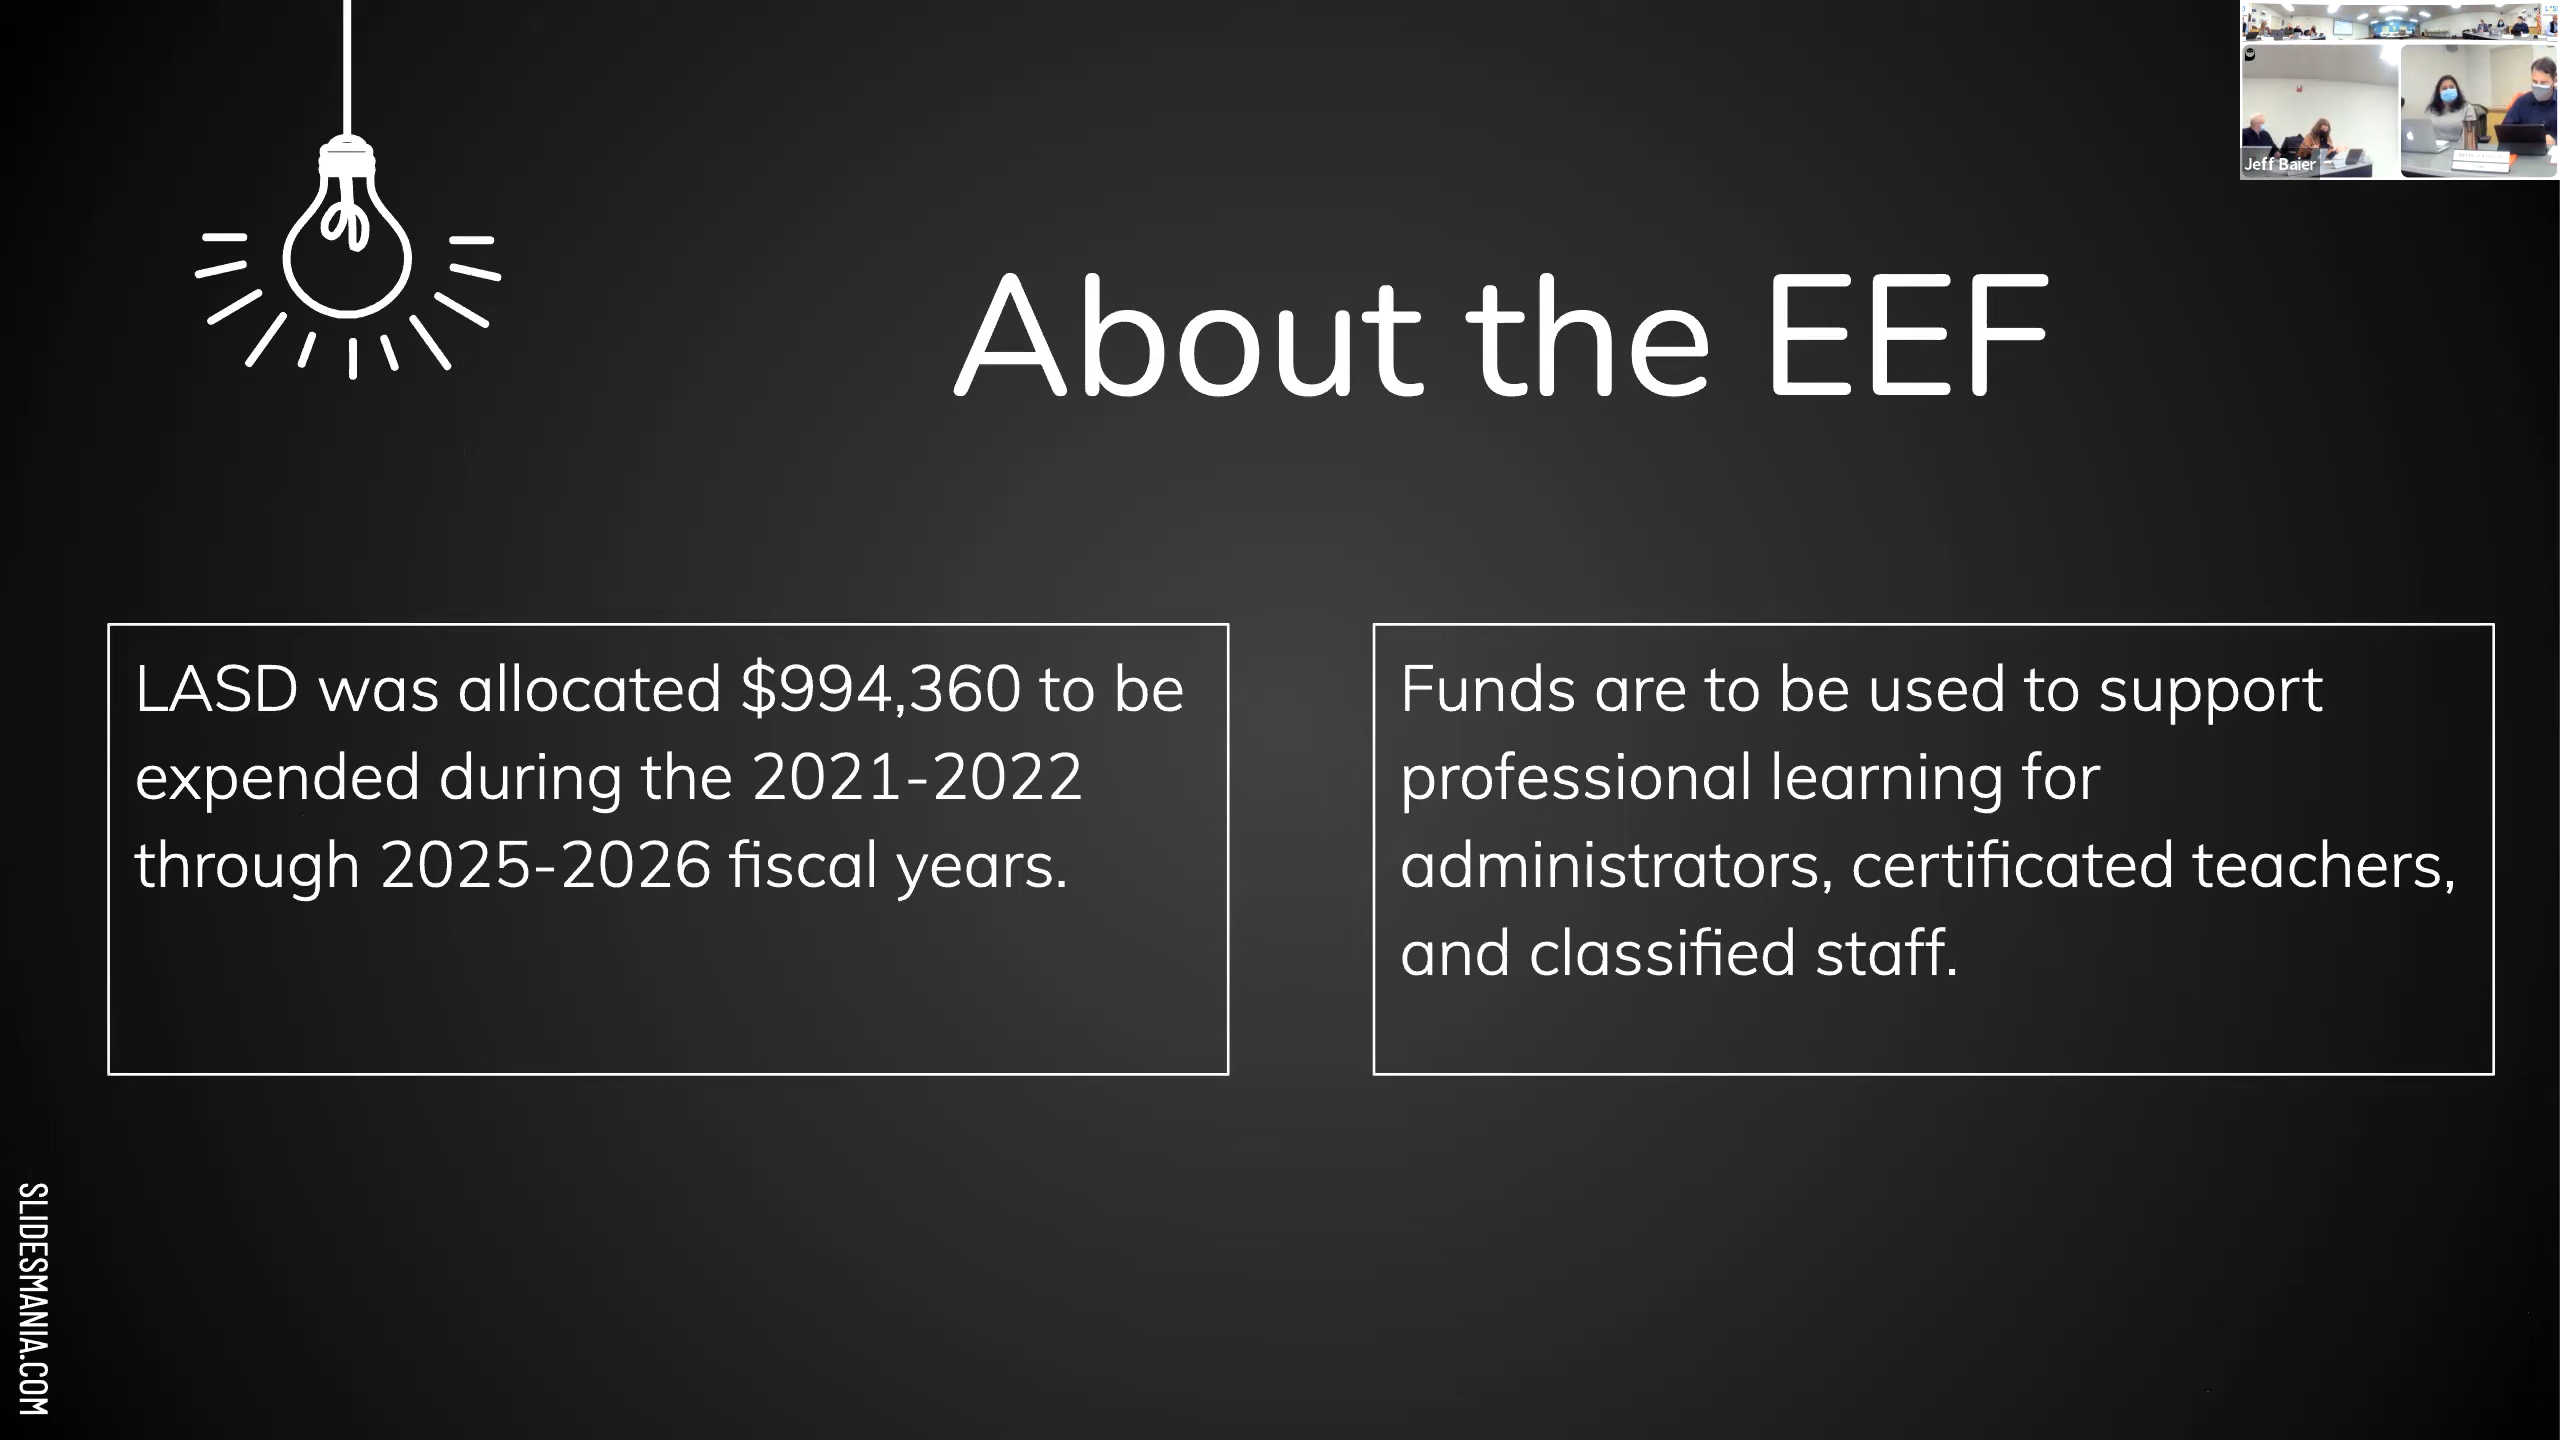 About the EEF
LASD was allocated $994,360 to be
expended during the 2021-2022
through 2025-2026 fiscal years.
Funds are to be used to support
professional learning for
administrators, certificated teachers,
and classified staff.
SLIDESMANIA.COM
Jeff Baier